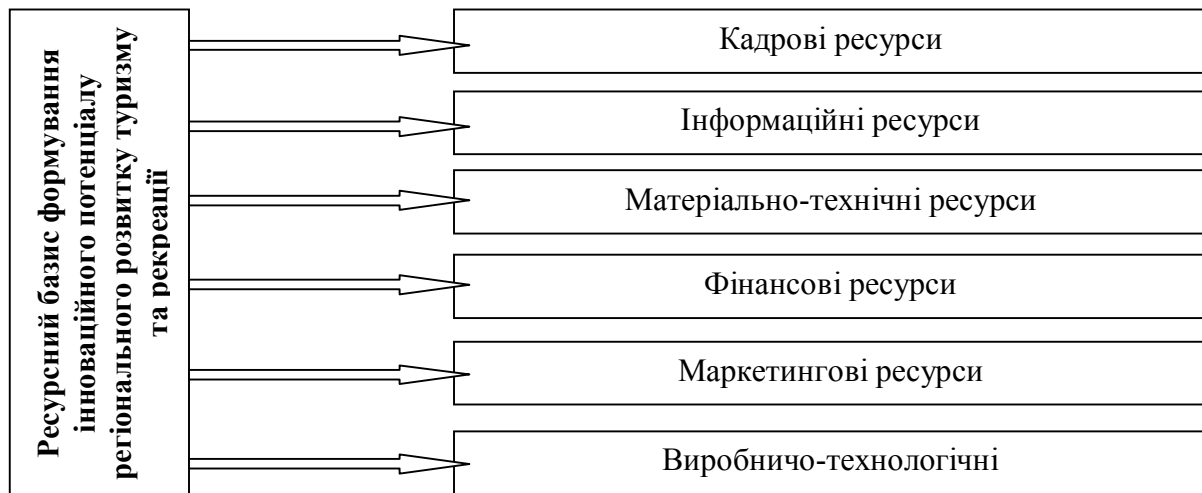 Ресурсний базис формування
інноваційного потенціалу
регіонального розвитку туризму
та рекреації
Кадрові ресурси
Інформаційні ресурси
Матеріально-технічні ресурси
Фінансові ресурси
Маркетингові ресурси
Виробничо-технологічні